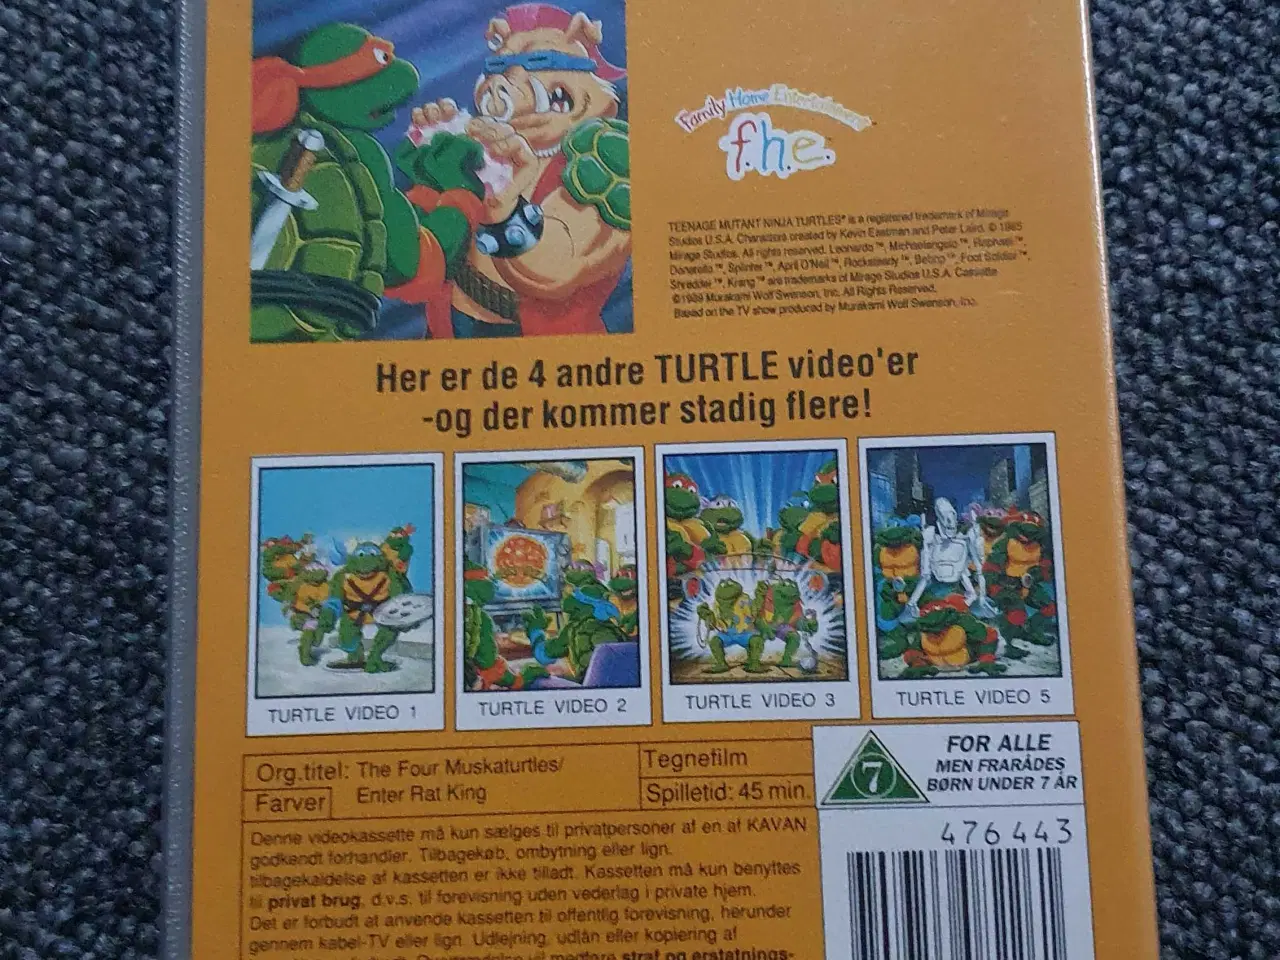 Family Home Entertainment
f.h.e.
TEENAGE MUTANT NINJA TURTLES® is a registered trademark of Mirage
Studios U.S.A. Characters created by Kevin Eastman and Peter Laird. © 1985
Mirage Studios. All rights reserved. Leonardo™, Michaelangelo™, Raphael™,
Donatello™, Splinter™, April O'Neil™, Rocksteady™, Bebop™, Foot Soldier™,
Shredder™, Krang™ are trademarks of Mirage Studios U.S.A. Cassette
©1989 Murakami Wolf Swenson, Inc. All Rights Reserved.
Based on the TV show produced by Murakami Wolf Swenson, Inc.
Her er de 4 andre TURTLE video'er
-og der kommer stadig flere!
TURTLE VIDEO 1
TURTLE VIDEO 2
TURTLE VIDEO 3
TURTLE VIDEO 5
Org.titel: The Four Muskaturtles/
Enter Rat King
Farver
Tegnefilm
Spilletid: 45 min.
7
FOR ALLE
MEN FRARÅDES
BØRN UNDER 7 ÅR
476443
Denne videokassette må kun sælges til privatpersoner af en af KAVAN
godkendt forhandler. Tilbagekøb, ombytning eller lign.
tilbagekaldelse af kassetten er ikke tilladt. Kassetten må kun benyttes
til privat brug, d.v.s. til forevisning uden vederlag i private hjem.
Det er forbudt at anvende kassetten til offentlig forevisning, herunder
gennem kabel-TV eller lign. Udlejning, udlån eller kopiering af
straf og erstatnings-